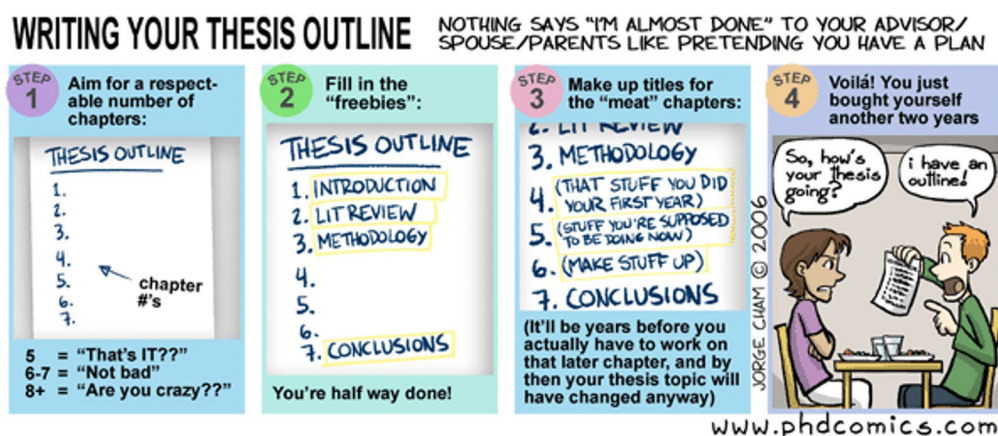 WRITING YOUR THESIS OUTLINE
NOTHING SAYS "I'M ALMOST DONE" TO YOUR ADVISOR/
SPOUSE/PARENTS LIKE PRETENDING YOU HAVE A PLAN
STEP
1
Aim for a respect-
able number of
chapters:
THESIS OUTLINE
1.
2.
3.
4.
5.
6.
7.
chapter
#'s
5 = "That's IT??"
6-7 = "Not bad"
8+ = "Are you crazy??"
STEP
2
Fill in the
"freebies":
THESIS OUTLINE
1. INTRODUCTION
2. LIT REVIEW
3. METHODOLOGY
4.
5.
6.
7. CONCLUSIONS
You're half way done!
STEP
3
Make up titles for
the "meat" chapters:
2. LIT REVIEW
3. METHODOLOGY
4. (THAT STUFF YOU DID
YOUR FIRST YEAR)
5. (STUFF YOU'RE SUPPOSED
TO BE DOING NOW)
6. (MAKE STUFF UP)
7. CONCLUSIONS
(It'll be years before you
actually have to work on
that later chapter, and by
then your thesis topic will
have changed anyway)
STEP
4
Voilá! You just
bought yourself
another two years
So, how's
your thesis
going?
i have an
outline!
JORGE CHAM © 2006
www.phdcomics.com